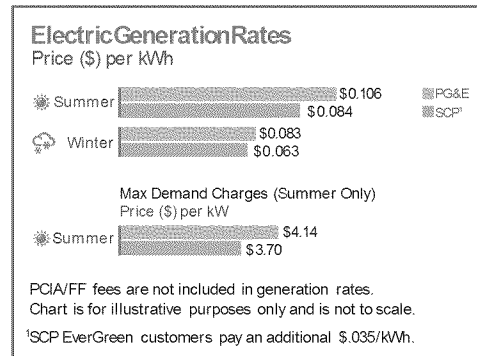 Electric Generation Rates
Price ($) per kWh
Summer $0.106 PG&E
$0.084 SCP¹
Winter $0.083
$0.063
Max Demand Charges (Summer Only)
Price ($) per kW
Summer $4.14
$3.70
PCIA/FF fees are not included in generation rates.
Chart is for illustrative purposes only and is not to scale.
¹SCP EverGreen customers pay an additional $.035/kWh.